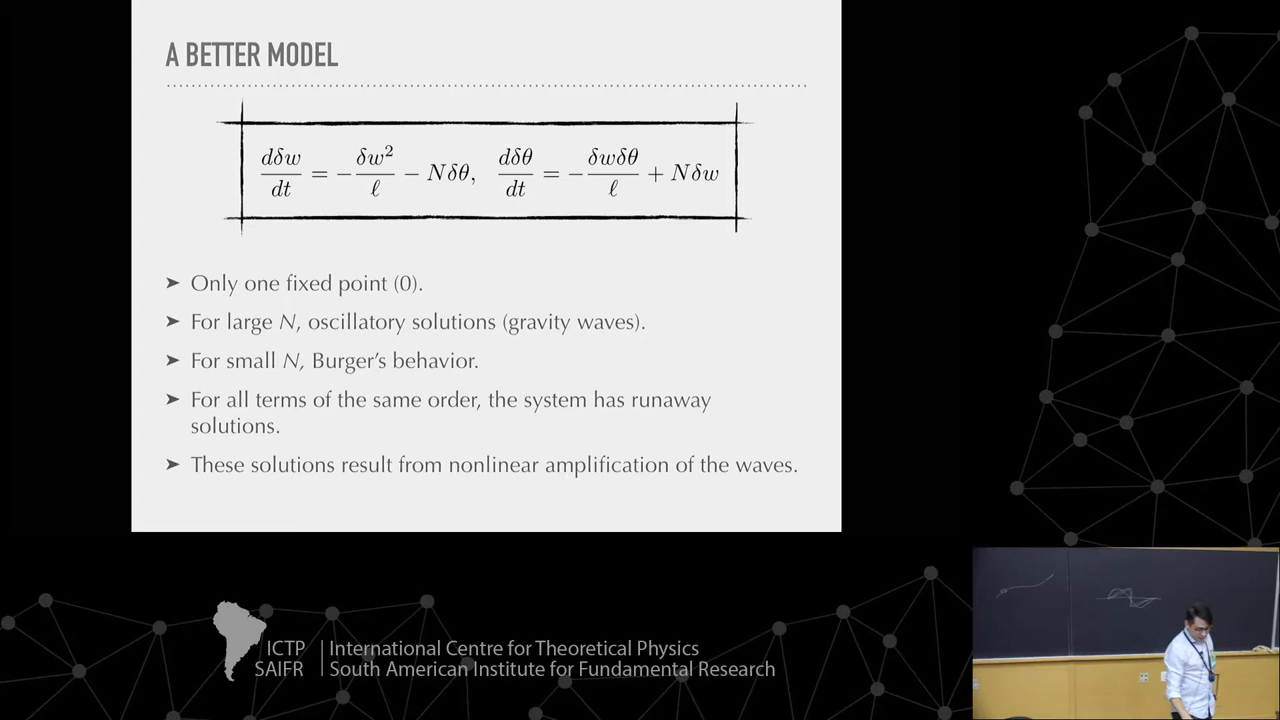 A BETTER MODEL
dδw/dt = −δw²/ℓ − Nδθ,   dδθ/dt = −δwδθ/ℓ + Nδw
➤ Only one fixed point (0).
➤ For large N, oscillatory solutions (gravity waves).
➤ For small N, Burger's behavior.
➤ For all terms of the same order, the system has runaway
solutions.
➤ These solutions result from nonlinear amplification of the waves.
ICTP | International Centre for Theoretical Physics
SAIFR | South American Institute for Fundamental Research